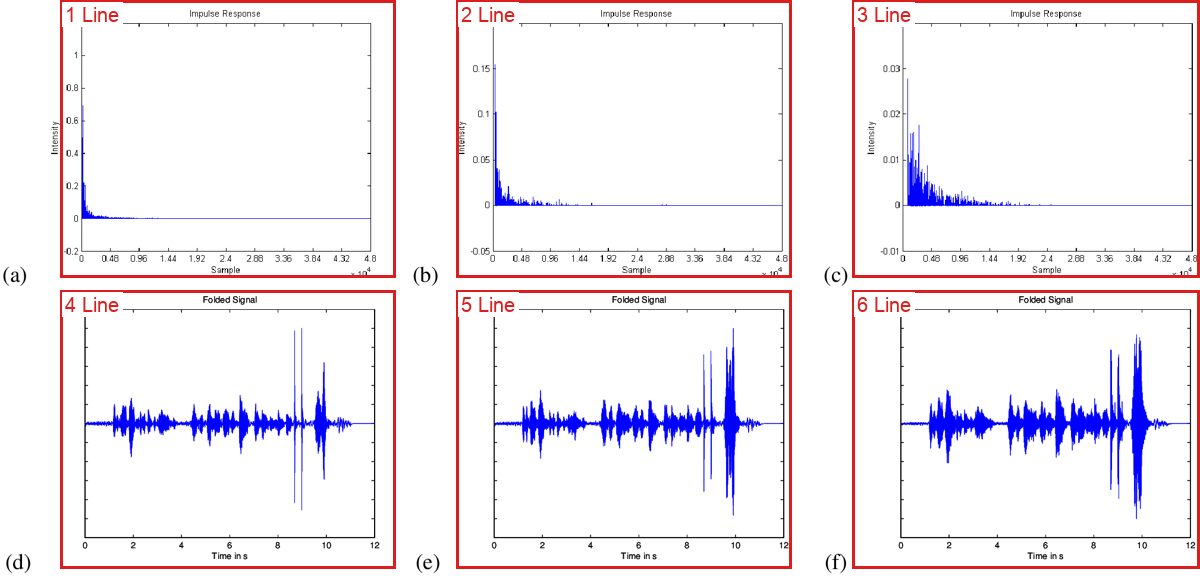 1 Line 2 Line 3 Line
Impulse Response Impulse Response Impulse Response
1 0.8 0.6 0.4 0.2 0 -0.2
Intensity
0 0.48 0.96 1.44 1.92 2.4 2.88 3.36 3.84 4.32 4.8
Sample × 10⁴
0.15 0.1 0.05 0 -0.05
Intensity
0 0.48 0.96 1.44 1.92 2.4 2.88 3.36 3.84 4.32 4.8
Sample × 10⁴
0.03 0.02 0.01 0 -0.01
Intensity
0 0.48 0.96 1.44 1.92 2.4 2.88 3.36 3.84 4.32 4.8
Sample × 10⁴
(a) (b) (c)
4 Line 5 Line 6 Line
Folded Signal Folded Signal Folded Signal
0 2 4 6 8 10 12 0 2 4 6 8 10 12 0 2 4 6 8 10 12
Time in s Time in s Time in s
(d) (e) (f)